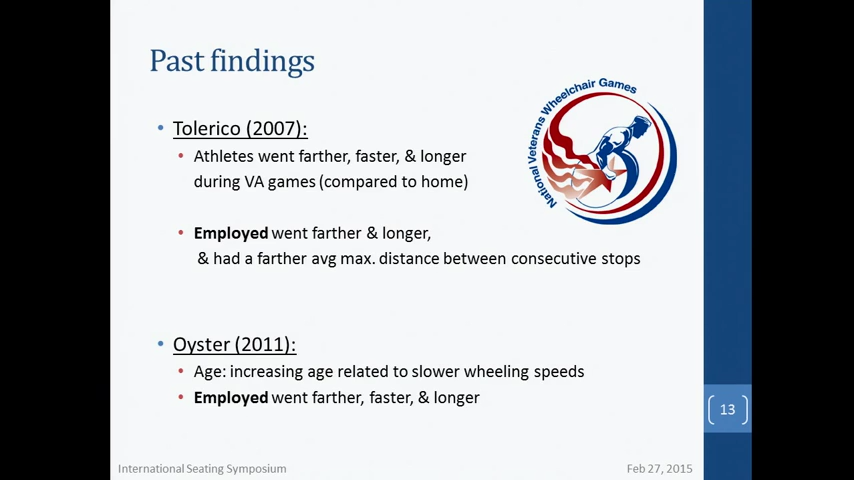 Past findings
National Veterans Wheelchair Games
• Tolerico (2007):
• Athletes went farther, faster, & longer
during VA games (compared to home)
• Employed went farther & longer,
& had a farther avg max. distance between consecutive stops
• Oyster (2011):
• Age: increasing age related to slower wheeling speeds
• Employed went farther, faster, & longer
13
International Seating Symposium
Feb 27, 2015